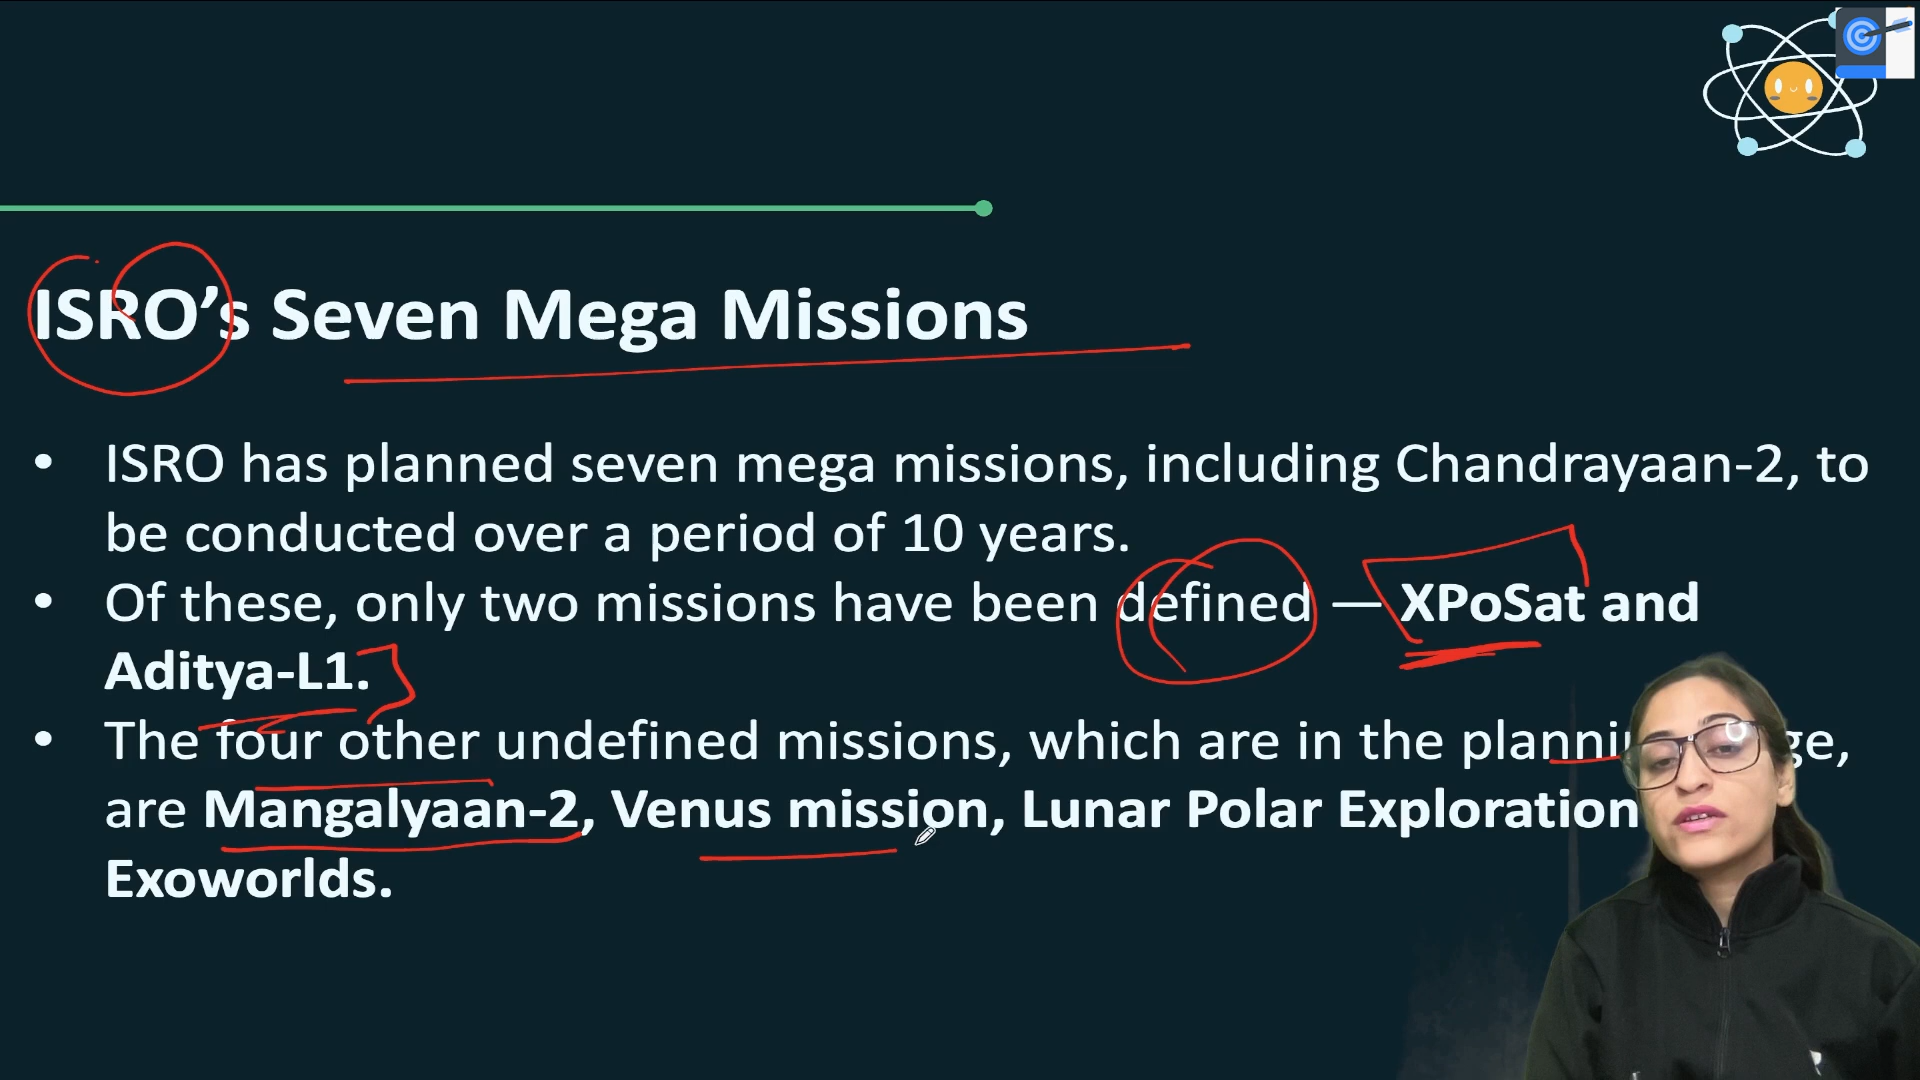 ISRO’s Seven Mega Missions
• ISRO has planned seven mega missions, including Chandrayaan-2, to
be conducted over a period of 10 years.
• Of these, only two missions have been defined — XPoSat and
Aditya-L1.
• The four other undefined missions, which are in the
are Mangalyaan-2, Venus mission, Lunar Polar Exploration
Exoworlds.